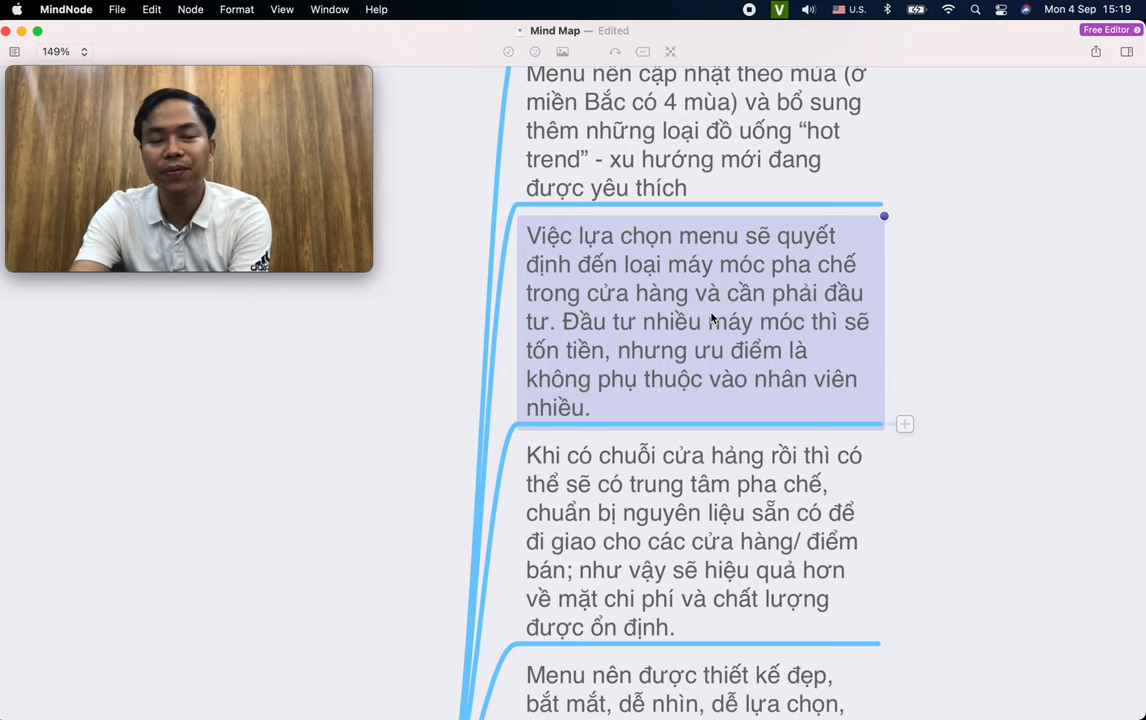 MindNode File Edit Node Format View Window Help V U.S. Mon 4 Sep 15:19
Mind Map — Edited
Free Editor
149%
Menu nên cập nhật theo mùa (ở
miền Bắc có 4 mùa) và bổ sung
thêm những loại đồ uống “hot
trend” - xu hướng mới đang
được yêu thích
Việc lựa chọn menu sẽ quyết
định đến loại máy móc pha chế
trong cửa hàng và cần phải đầu
tư. Đầu tư nhiều máy móc thì sẽ
tốn tiền, nhưng ưu điểm là
không phụ thuộc vào nhân viên
nhiều.
Khi có chuỗi cửa hảng rồi thì có
thể sẽ có trung tâm pha chế,
chuẩn bị nguyên liệu sẵn có để
đi giao cho các cửa hàng/ điểm
bán; như vậy sẽ hiệu quả hơn
về mặt chi phí và chất lượng
được ổn định.
Menu nên được thiết kế đẹp,
bắt mắt, dễ nhìn, dễ lựa chọn,
adidas